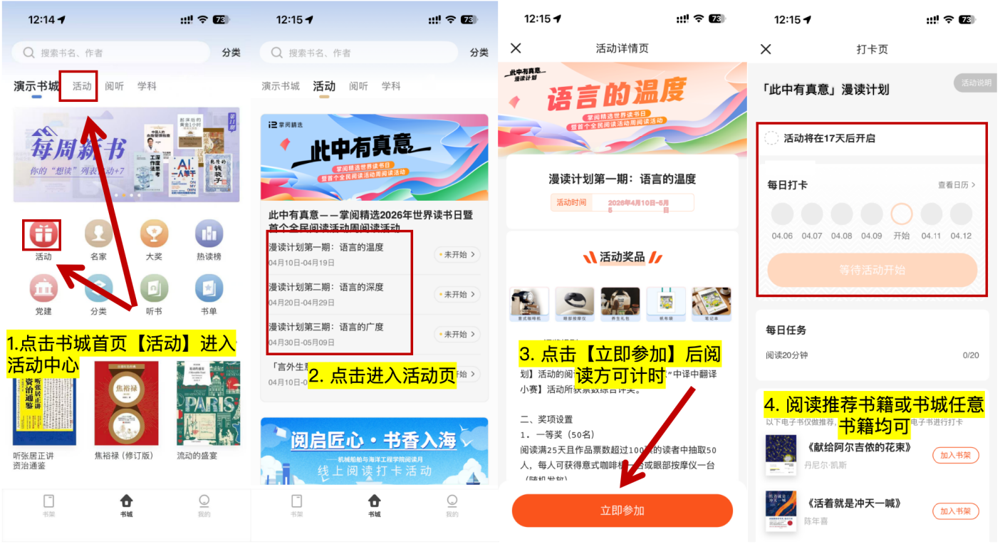 12:14
73
搜索书名、作者
分类
演示书城
活动
阅听
学科
每周新书
你的“想读”列表
动+7
第11期
活动
名家
大奖
热读榜
党建
分类
听书
书单
1.点击书城首页【活动】进入
活动中心
听张居正讲
资治通鉴
焦裕禄
PARIS
听张居正讲
资治通鉴
焦裕禄（修订版）
流动的盛宴
书架
书城
我的
12:15
73
搜索书名、作者
分类
演示书城
活动
阅听
学科
掌阅精选
此中有真意
掌阅精选世界读书日
暨首个全民阅读活动周阅读活动
此中有真意——掌阅精选2026年世界读书日暨
首个全民阅读活动周阅读活动
漫读计划第一期：语言的温度
04月10日-04月19日
未开始
漫读计划第二期：语言的深度
04月20日-04月29日
未开始
漫读计划第三期：语言的广度
04月30日-05月09日
未开始
「言外生
04月10日-0
始
2. 点击进入活动页
阅启匠心·书香入海
机械船舶与海洋工程学院阅读月
线上阅读打卡活动
书架
书城
我的
12:15
73
活动详情页
此中有真意
漫读计划
语言的温度
掌阅精选世界读书日
暨首个全民阅读活动周阅读活动
漫读计划第一期：语言的温度
活动时间
2026年4月10日-5月
5
日
活动奖品
意式咖啡机
眼部按摩仪
养生礼包
帆布袋
笔记本
3. 点击【立即参加】后阅
读方可计时
划】活动的阅
”中译中翻译
小赛】活动所获票数综合评奖。
二、奖项设置
1. 一等奖（50名）
阅读满25天且作品票数超过100票的读者中抽取50
人，每人可获得意式咖啡机一台或眼部按摩仪一台
（随机发放）
立即参加
12:15
73
打卡页
「此中有真意」漫读计划
活动说明
活动将在17天后开启
每日打卡
查看日历
04.06
04.07
04.08
04.09
开始
04.11
04.12
等待活动开始
每日任务
阅读20分钟
0/20
4. 阅读推荐书籍或书城任意
书籍均可
以下电子书仅做推荐,
电子书进行打卡
《献给阿尔吉侬的花束》
丹尼尔·凯斯
加入书架
《活着就是冲天一喊》
陈年喜
加入书架